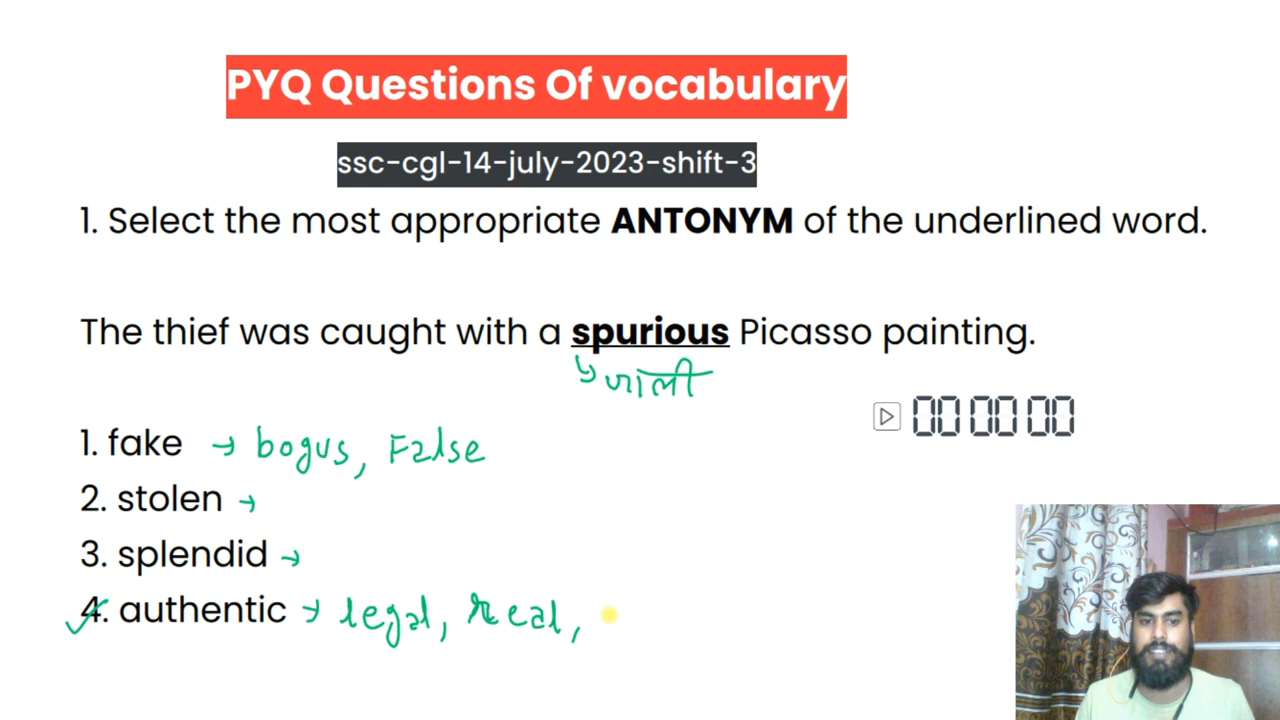 PYQ Questions Of vocabulary
ssc-cgl-14-july-2023-shift-3
1. Select the most appropriate ANTONYM of the underlined word.
The thief was caught with a spurious Picasso painting.
↳ जाली
00 00 00
1. fake → bogus, False
2. stolen →
3. splendid →
4. authentic → legal, real,